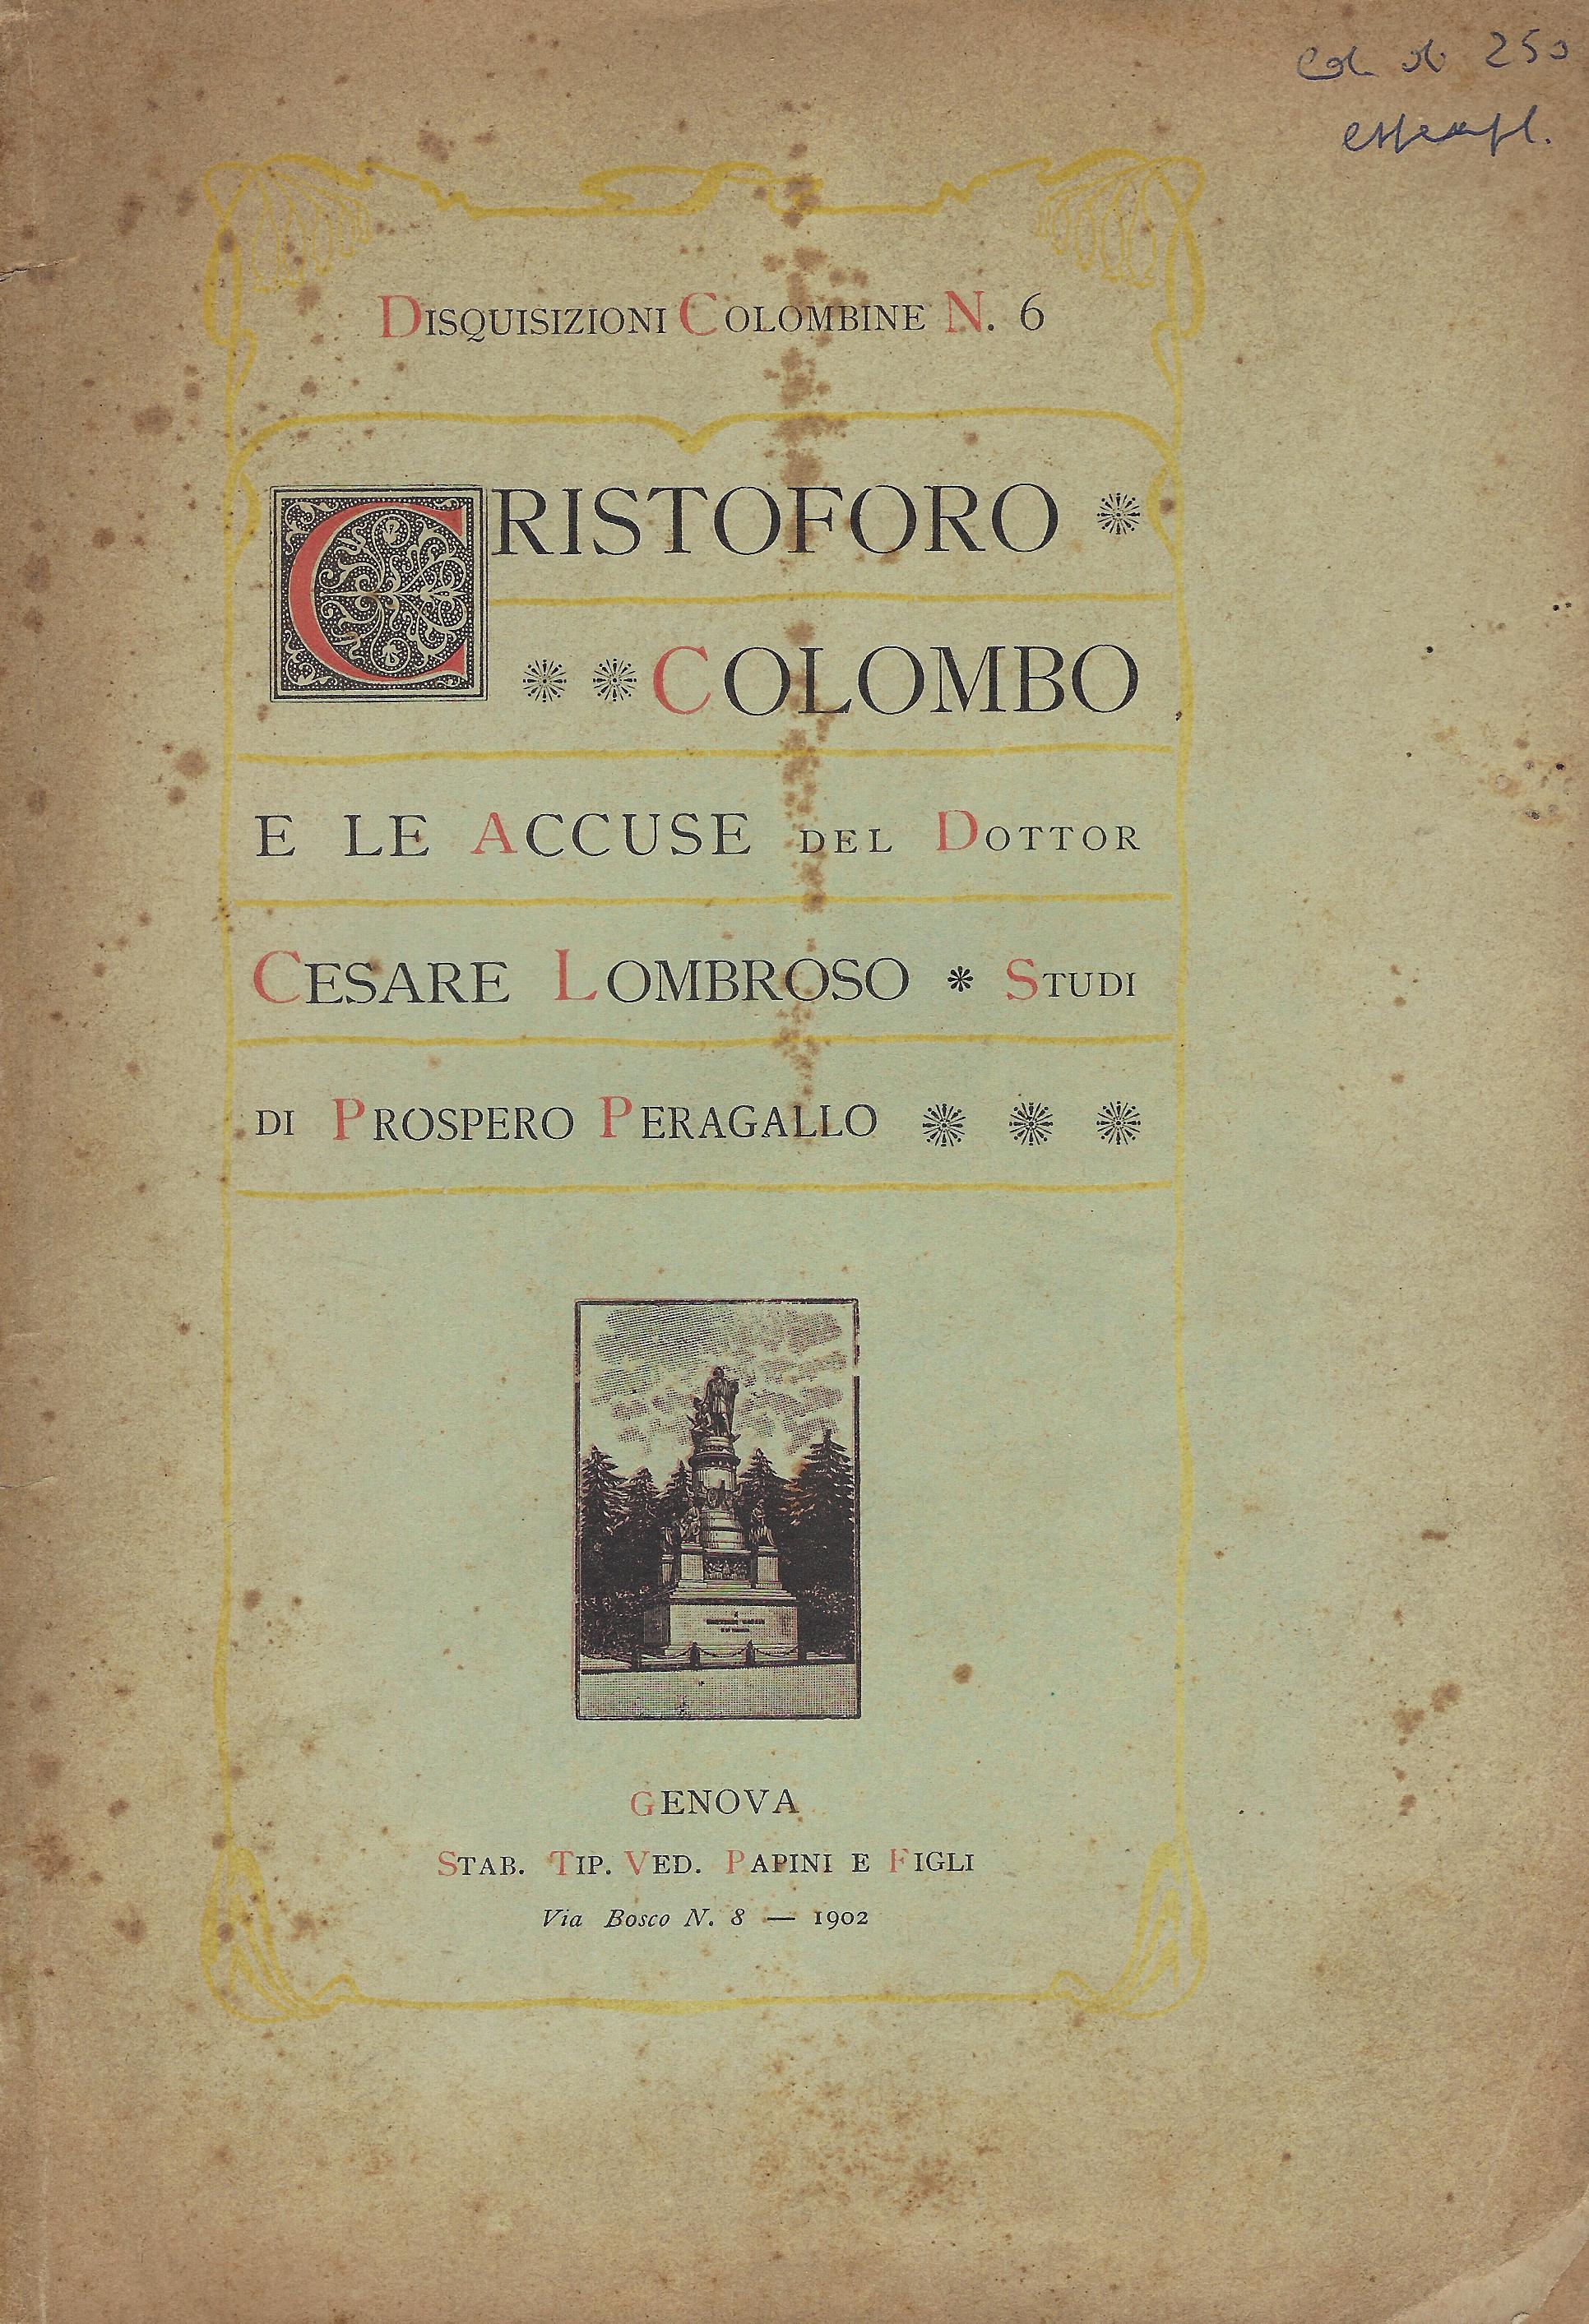 250
Disquisizioni Colombine N. 6
CRISTOFORO
COLOMBO
E LE ACCUSE DEL DOTTOR
CESARE LOMBROSO * STUDI
DI PROSPERO PERAGALLO
GENOVA
STAB. TIP. VED. PAPINI E FIGLI
Via Bosco N. 8 — 1902